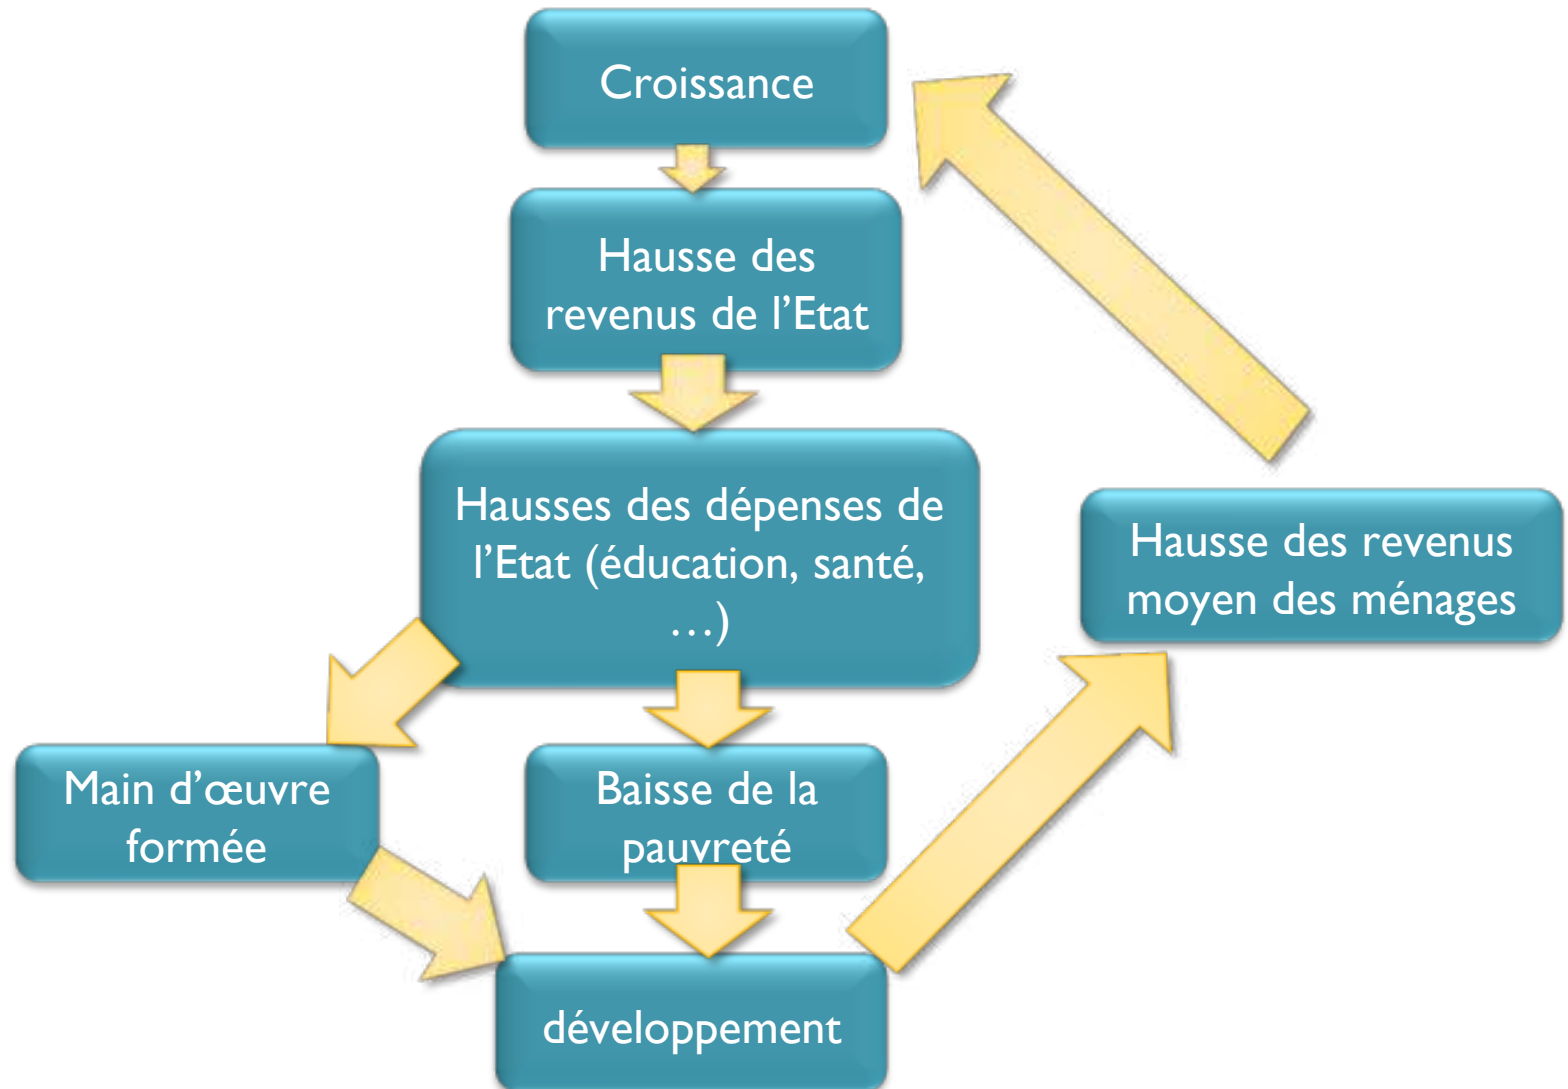 Croissance
Hausse des
revenus de l’Etat
Hausses des dépenses de
l’Etat (éducation, santé,
…)
Hausse des revenus
moyen des ménages
Main d’œuvre
formée
Baisse de la
pauvreté
développement